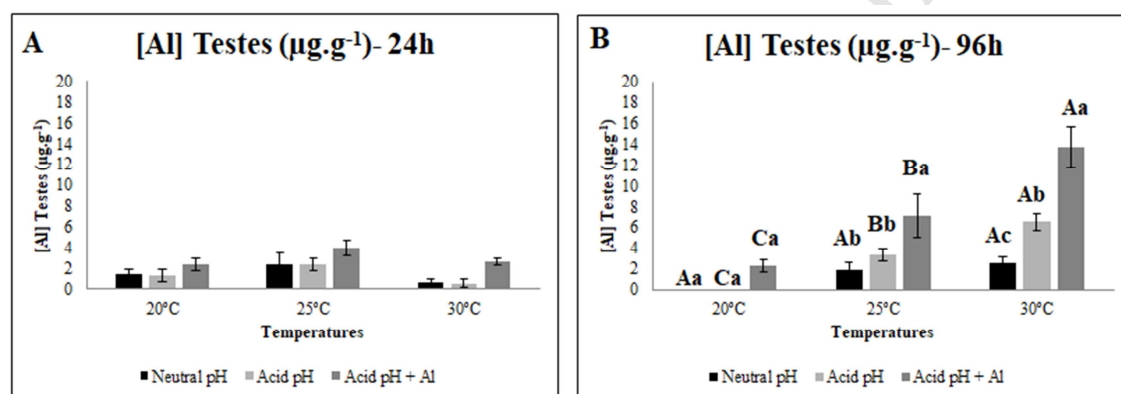 A
[Al] Testes (µg.g⁻¹)- 24h
[Al] Testes (µg.g⁻¹)
20
18
16
14
12
10
8
6
4
2
0
20°C
25°C
30°C
Temperatures
Neutral pH
Acid pH
Acid pH + Al
B
[Al] Testes (µg.g⁻¹)- 96h
[Al] Testes (µg.g⁻¹)
20
18
16
14
12
10
8
6
4
2
0
Aa
Ca
Ca
Ab
Bb
Ba
Ac
Ab
Aa
20°C
25°C
30°C
Temperatures
Neutral pH
Acid pH
Acid pH + Al